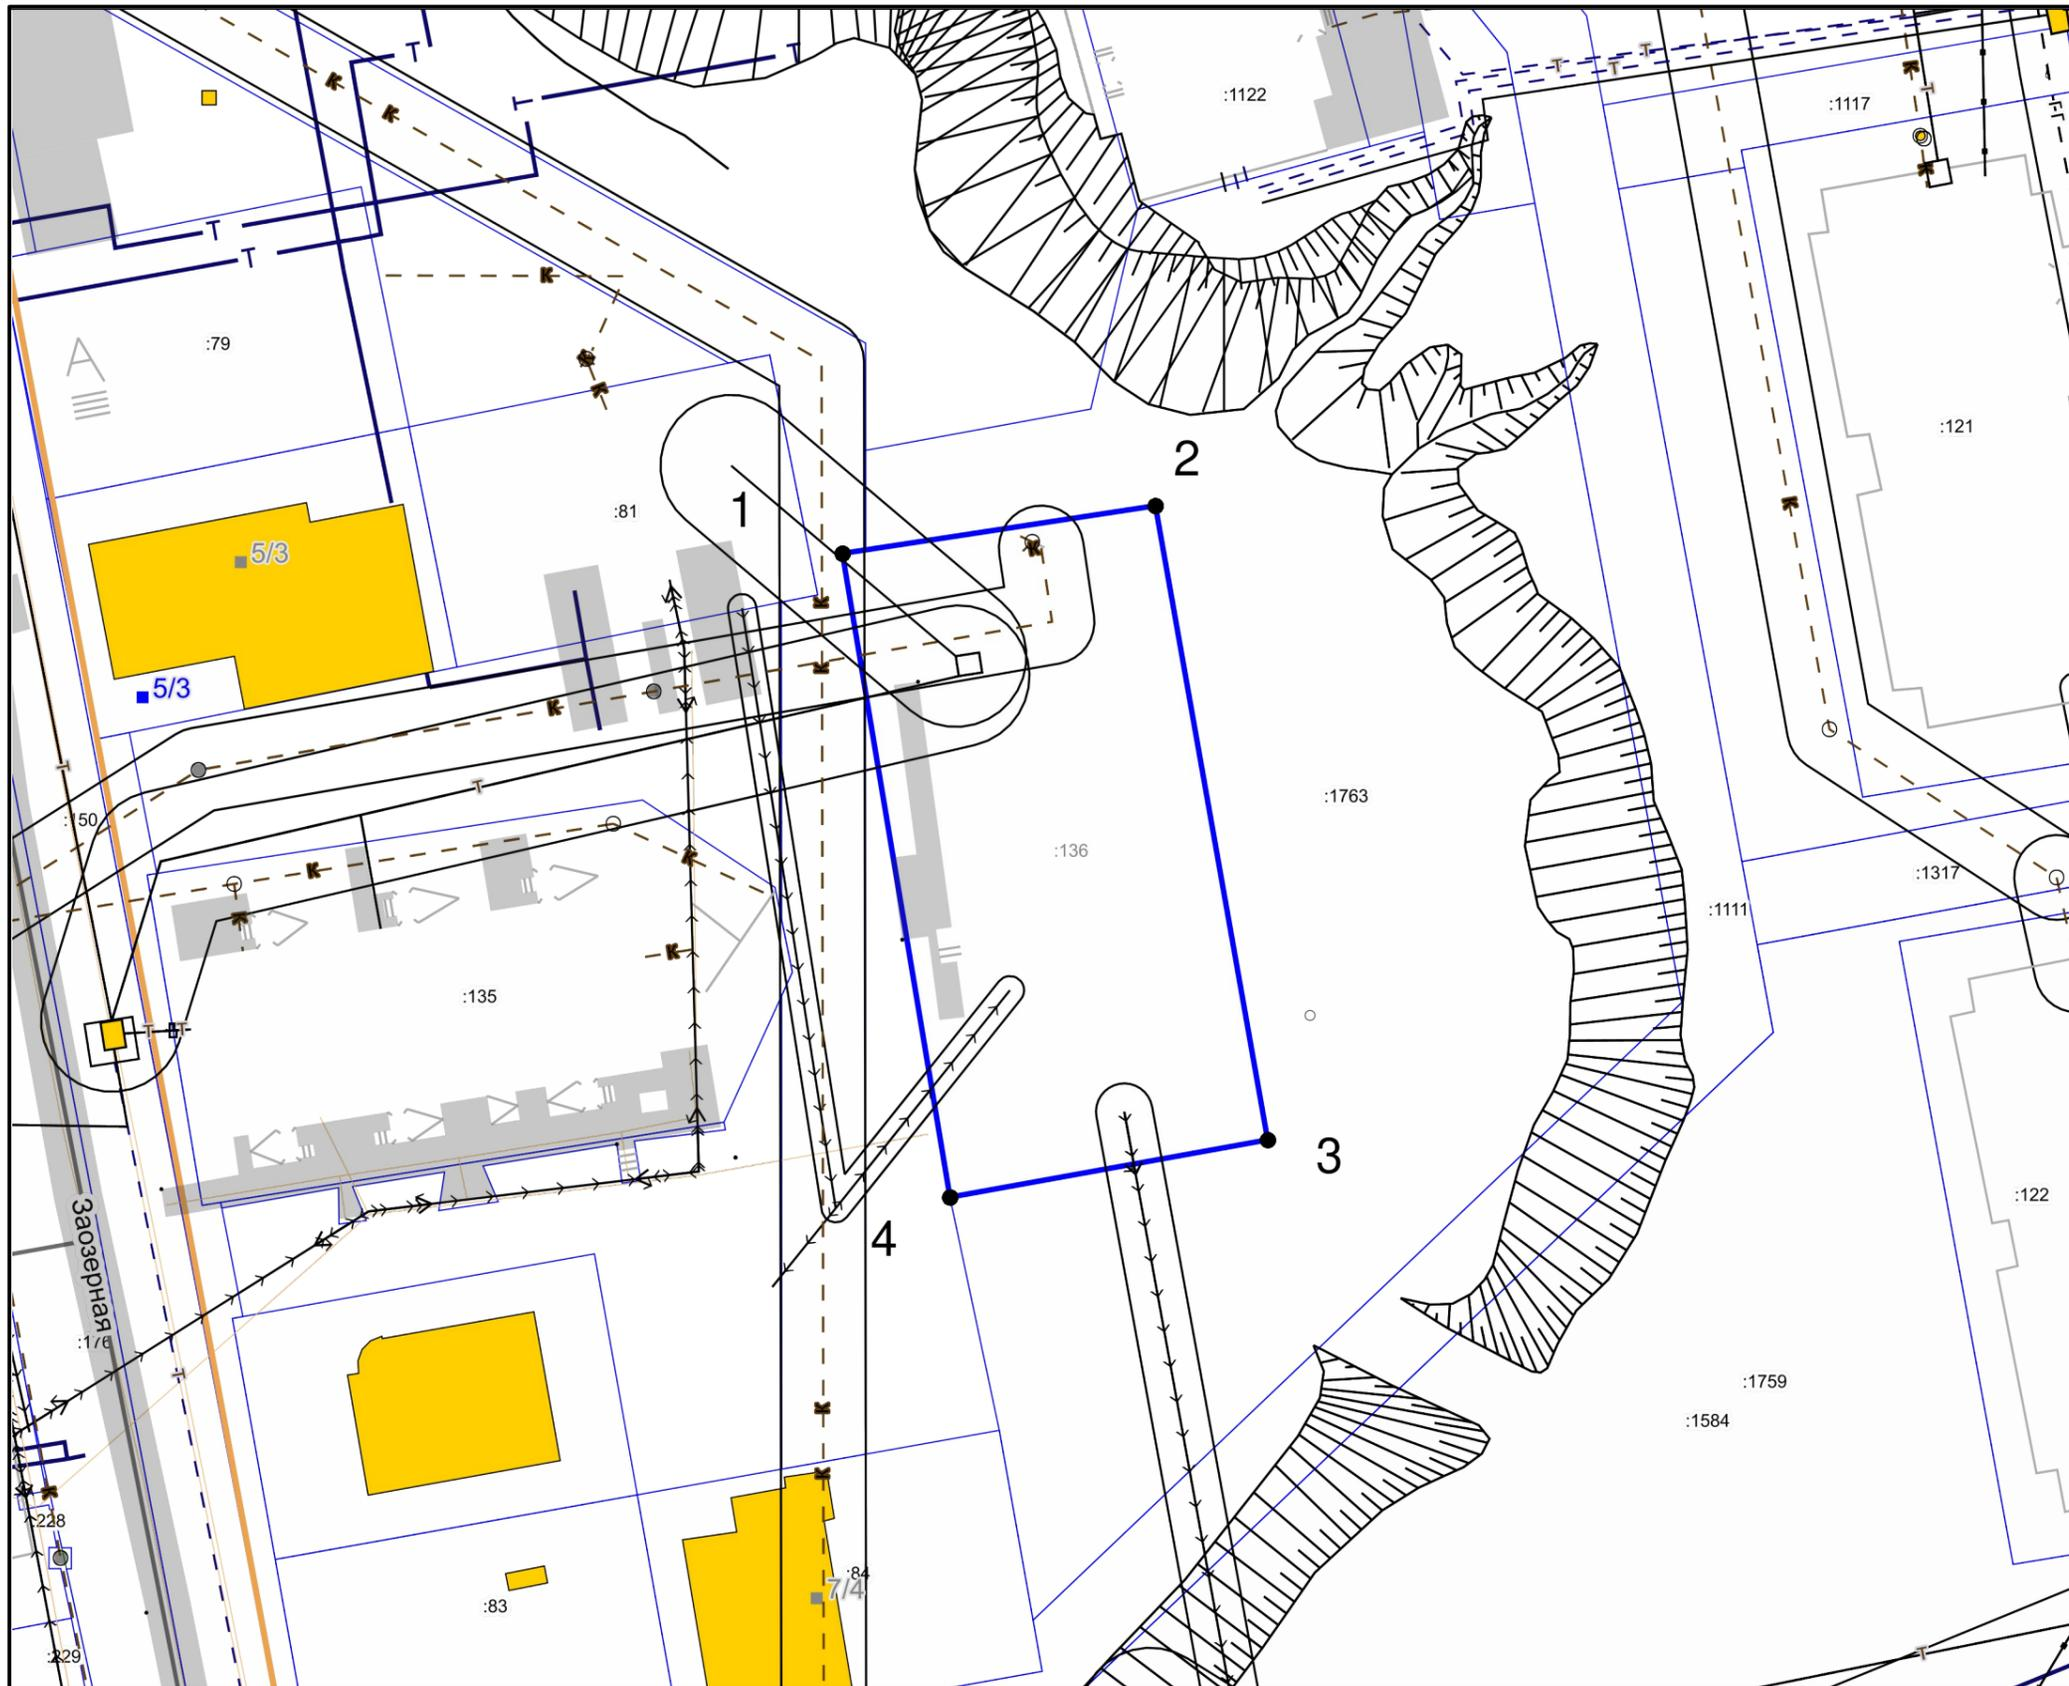 К
Т
Т
К
Т
Т
:1122
Т
Т
Т
К
Т
:1117
К
Т
Т
К
:79
К
К
:121
2
1
:81
К
К
5/3
К
К
5/3
К
Т
Т
:1763
:150
:136
К
К
:1317
К
К
:1111
:135
Т
Т
3
4
:122
Заозерная
:176
Т
:1759
К
:1584
К
К
:228
:84
7/4
:83
:229
Т